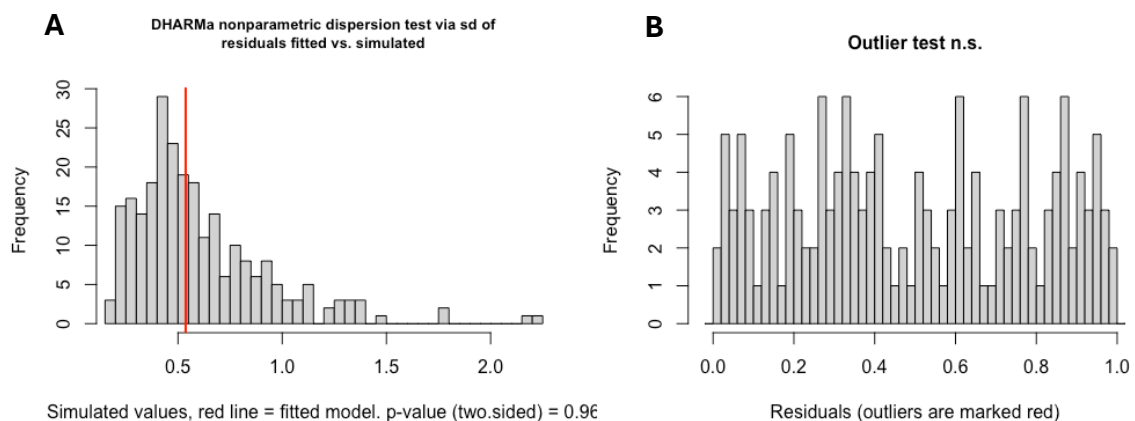 A
DHARMa nonparametric dispersion test via sd of
residuals fitted vs. simulated
Frequency
0
5
10
15
20
25
30
0.5
1.0
1.5
2.0
Simulated values, red line = fitted model. p-value (two.sided) = 0.96
B
Outlier test n.s.
Frequency
0
1
2
3
4
5
6
0.0
0.2
0.4
0.6
0.8
1.0
Residuals (outliers are marked red)